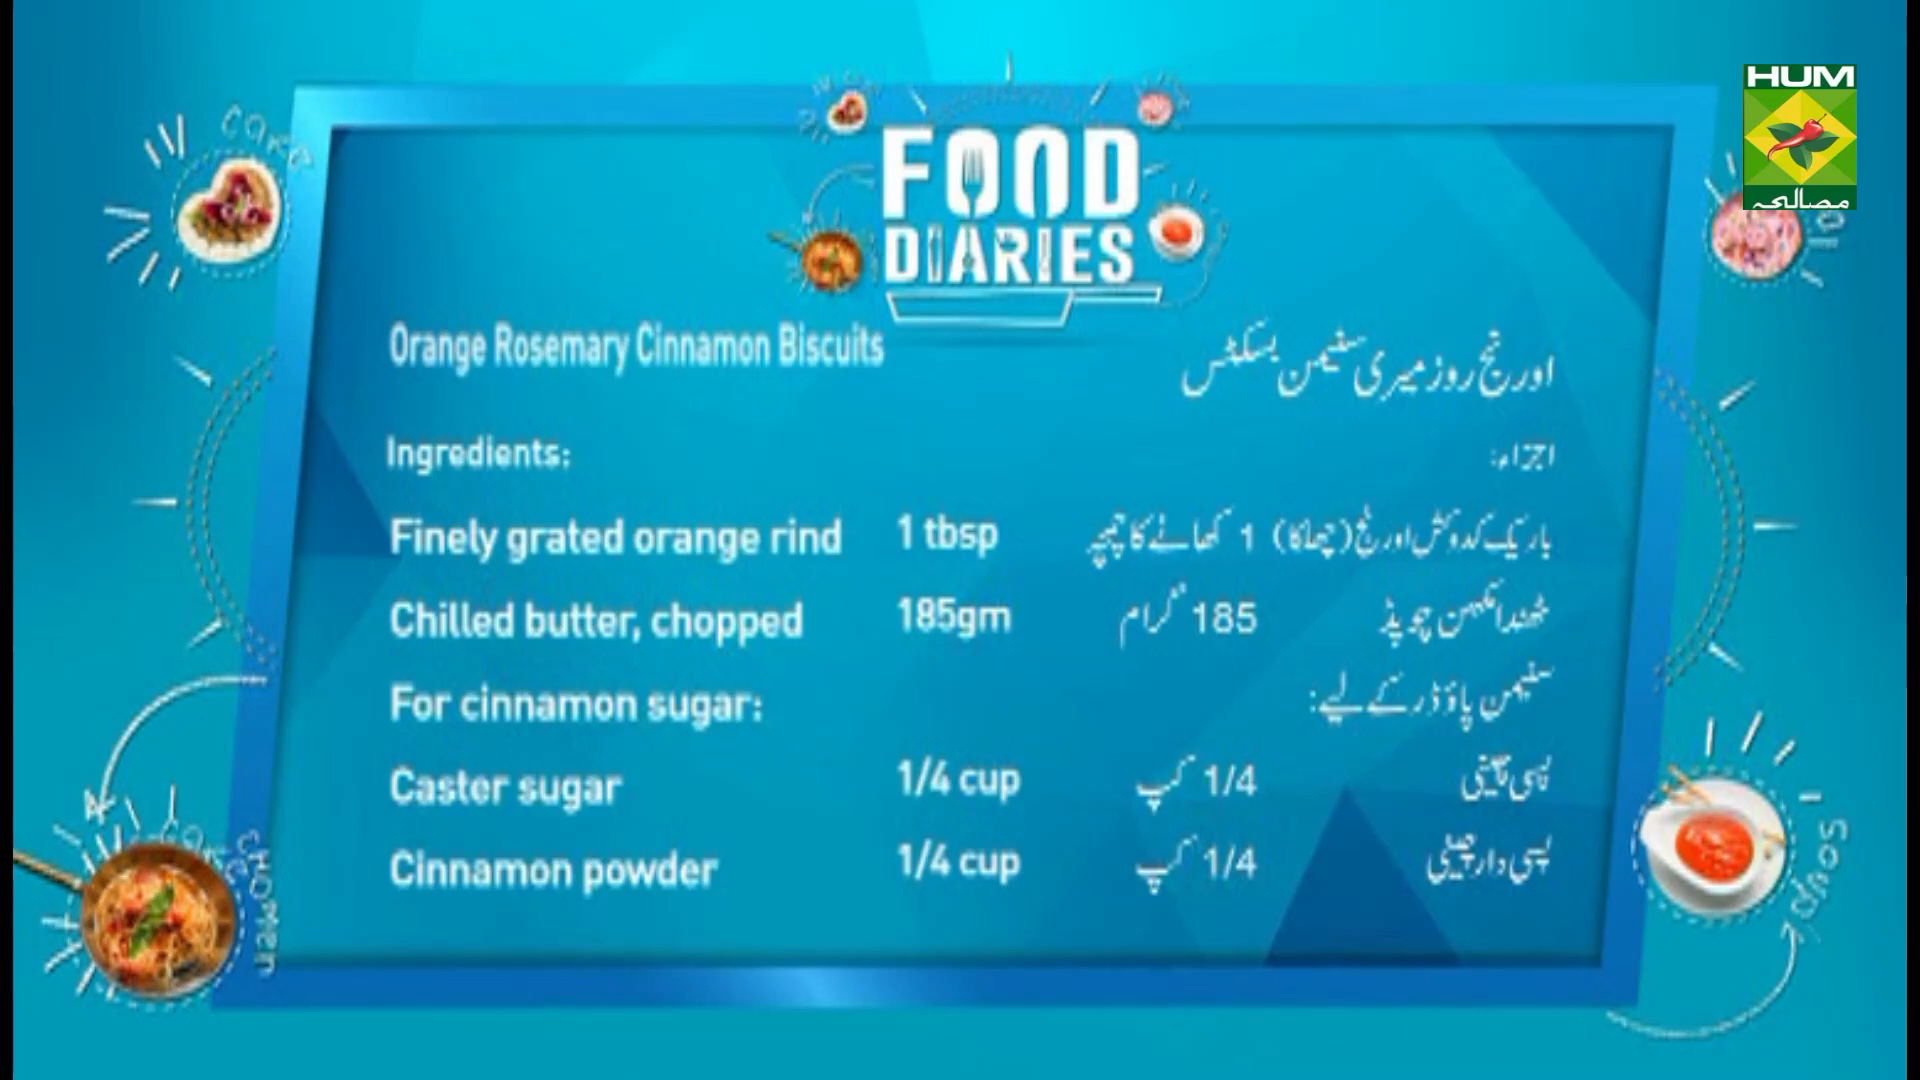 HUM
مصالحہ
FOOD
DIARIES
Orange Rosemary Cinnamon Biscuits
اورنج روزمیری سنیمن بسکٹس
Ingredients:
اجزاء:
Finely grated orange rind 1 tbsp
باریک کدوکش اورنج (چھلکا) 1 کھانے کا چمچہ
Chilled butter, chopped 185gm
ٹھنڈا مکھن چوپڈ 185 گرام
For cinnamon sugar:
سنیمن پاؤڈر کے لیے:
Caster sugar 1/4 cup
پسی چینی 1/4 کپ
Cinnamon powder 1/4 cup
پسی دار چینی 1/4 کپ
CHOWMEN
Soup